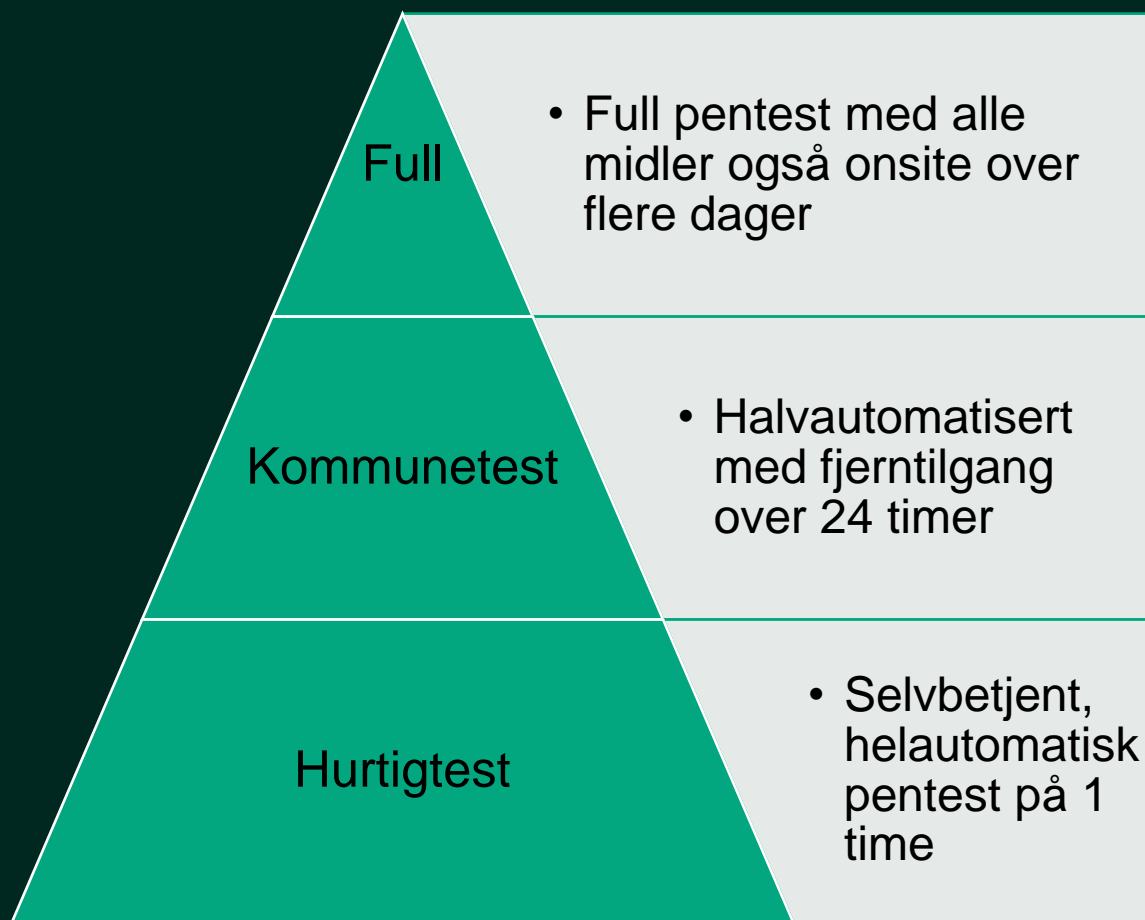 Full
• Full pentest med alle
midler også onsite over
flere dager
Kommunetest
• Halvautomatisert
med fjerntilgang
over 24 timer
Hurtigtest
• Selvbetjent,
helautomatisk
pentest på 1
time